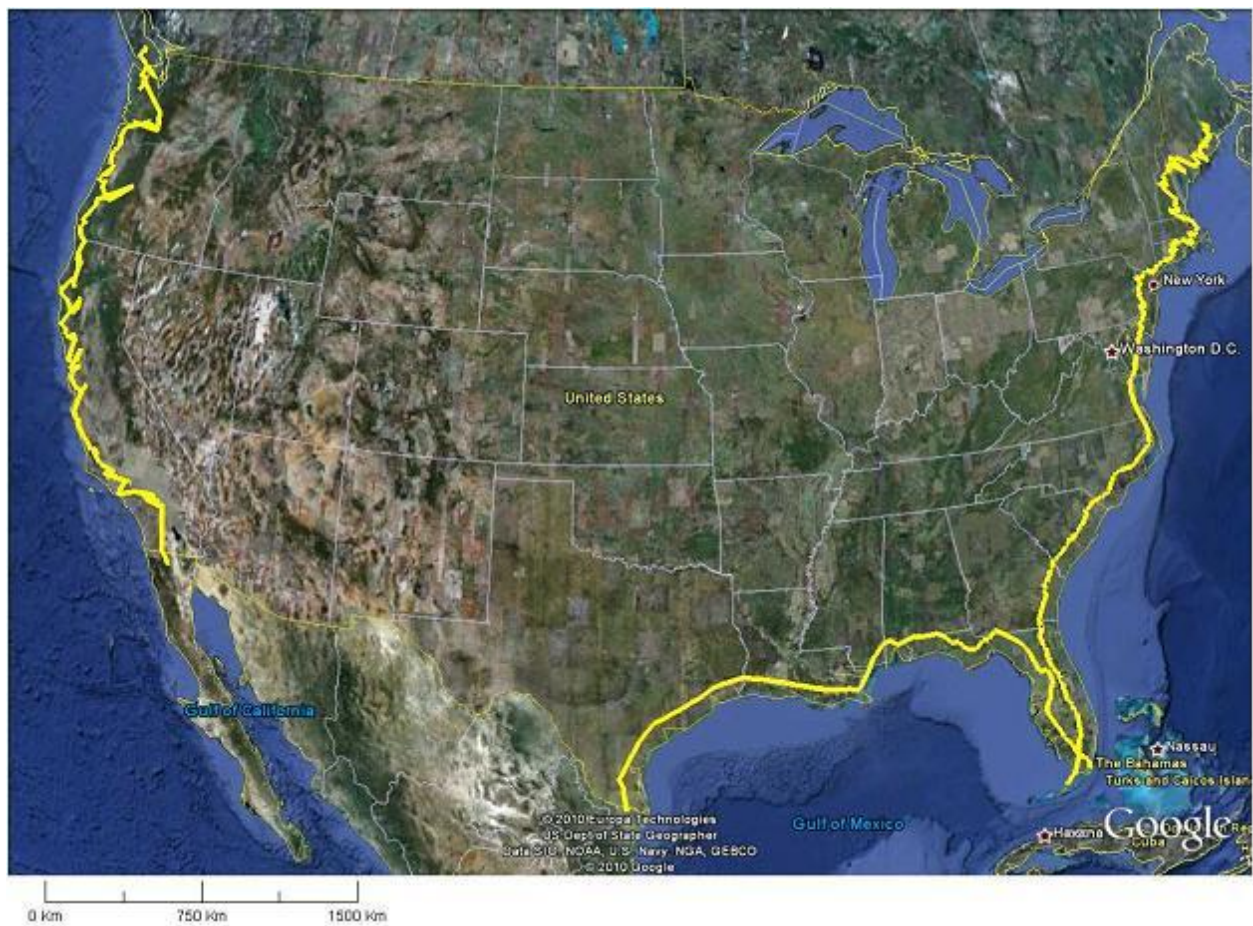 New York
Washington D.C.
United States
Gulf of California
Nassau
The Bahamas
Turks and Caicos Islan
© 2010 Europa Technologies
US Dept of State Geographer
Gulf of Mexico
Havana
Google
Cuba
Data SIO, NOAA, U.S. Navy, NGA, GEBCO
© 2010 Google
0 Km
750 Km
1500 Km